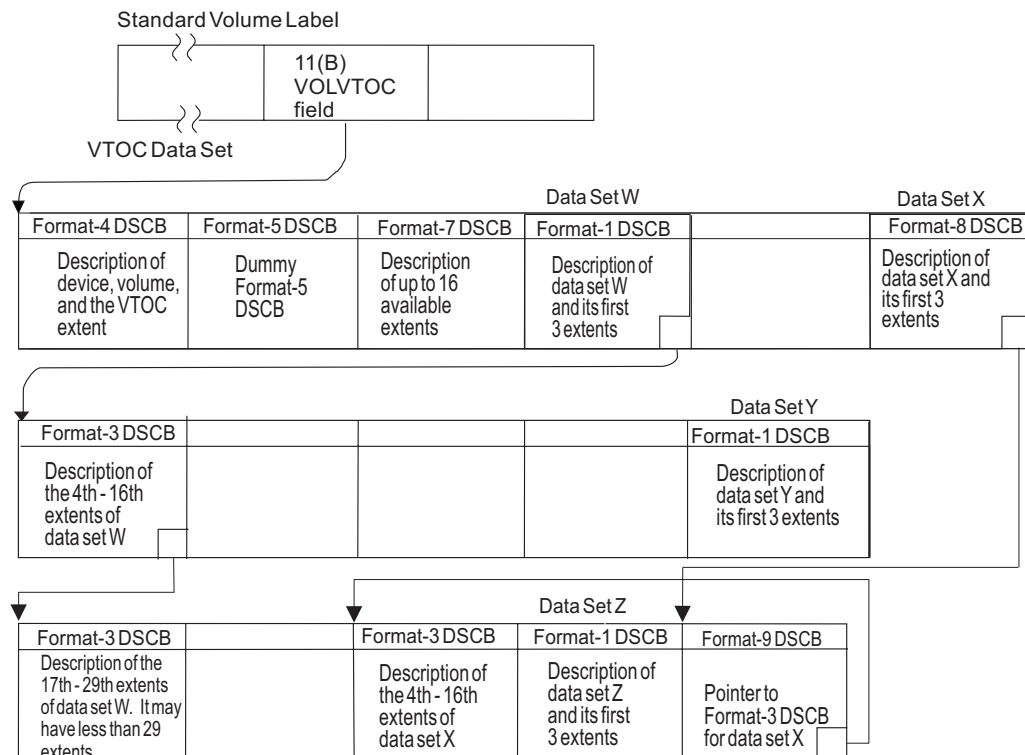 Standard Volume Label
11(B)
VOLVTOC
field
VTOC Data Set
Data Set W
Data Set X
Format-4 DSCB
Description of
device, volume,
and the VTOC
extent
Format-5 DSCB
Dummy
Format-5
DSCB
Format-7 DSCB
Description
of up to 16
available
extents
Format-1 DSCB
Description of
data set W
and its first
3 extents
Format-8 DSCB
Description of
data set X and
its first 3
extents
Data Set Y
Format-3 DSCB
Description of
the 4th - 16th
extents of
data set W
Format-1 DSCB
Description of
data set Y and
its first 3 extents
Data Set Z
Format-3 DSCB
Description of the
17th - 29th extents
of data set W. It may
have less than 29
extents
Format-3 DSCB
Description of
the 4th - 16th
extents of
data set X
Format-1 DSCB
Description of
data set Z
and its first
3 extents
Format-9 DSCB
Pointer to
Format-3 DSCB
for data set X